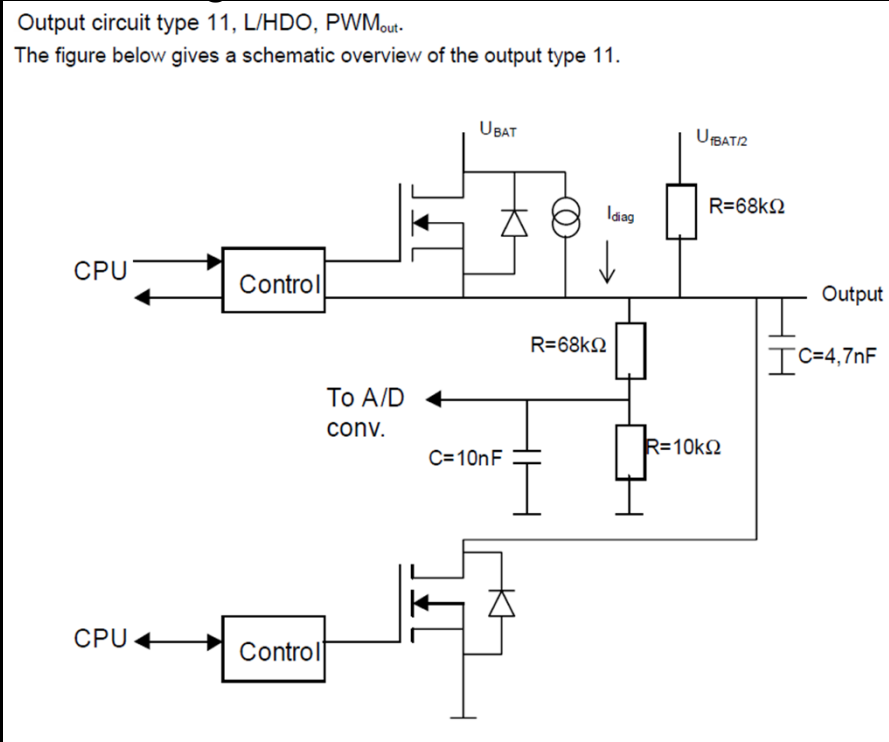 Output circuit type 11, L/HDO, PWMout.
The figure below gives a schematic overview of the output type 11.
UBAT
UfBAT/2
R=68kΩ
Idiag
CPU
Control
Output
R=68kΩ
C=4,7nF
To A/D
conv.
R=10kΩ
C=10nF
CPU
Control